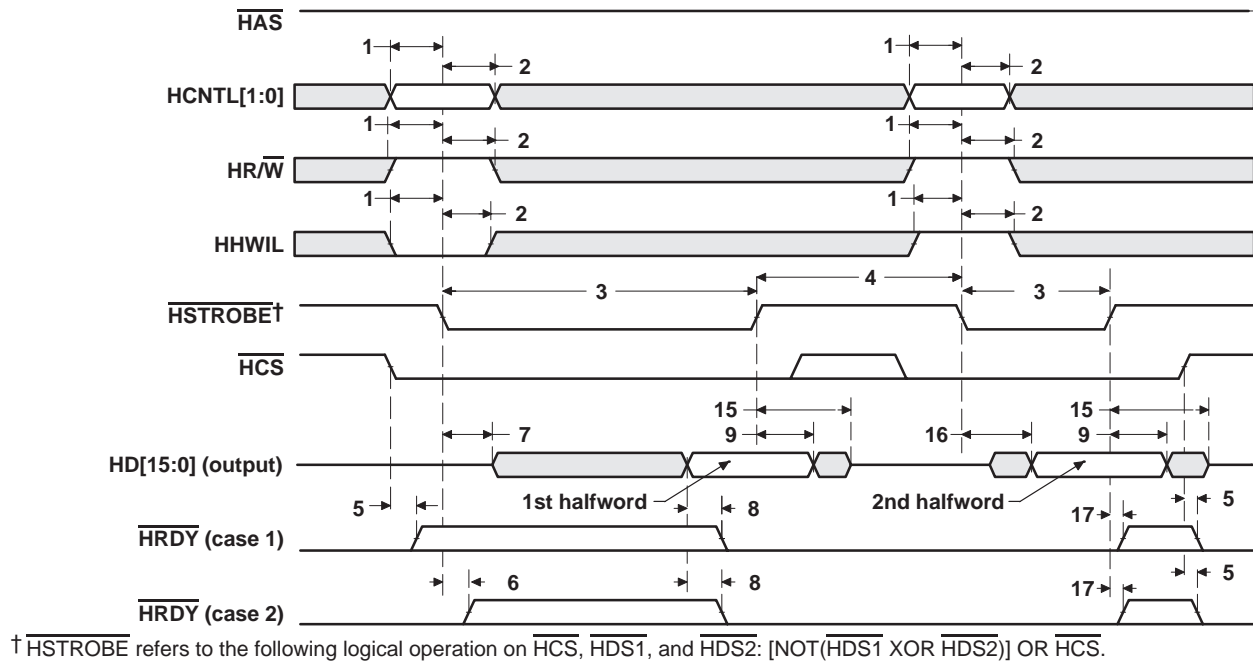 HAS
1 1
2 2
HCNTL[1:0]
1 1
2 2
HR/W
1 1
2 2
HHWIL
4
3 3
HSTROBE†
HCS
15 15
7 9 16 9
HD[15:0] (output)
1st halfword 2nd halfword
5 8 17 5
HRDY (case 1)
6 8 17 5
HRDY (case 2)
† HSTROBE refers to the following logical operation on HCS, HDS1, and HDS2: [NOT(HDS1 XOR HDS2)] OR HCS.